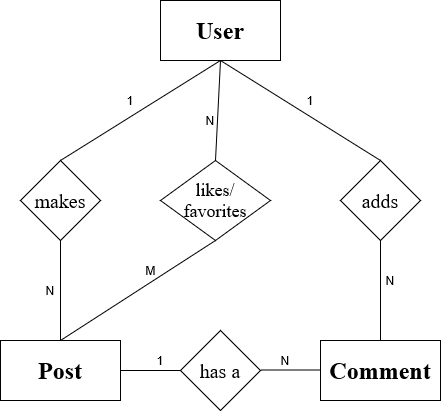 User
1
N
1
makes
likes/
favorites
adds
N
M
N
Post
1
has a
N
Comment